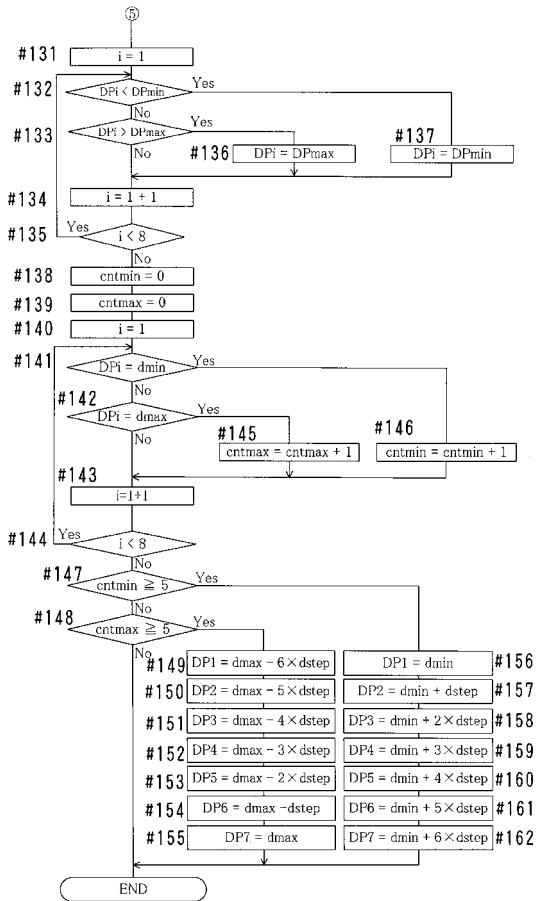 ⑤
#131 i = 1
#132 DPi < DPmin Yes
No
#133 DPi > DPmax Yes
No
#136 DPi = DPmax
#137 DPi = DPmin
#134 i = 1 + 1
#135 Yes i < 8
No
#138 cntmin = 0
#139 cntmax = 0
#140 i = 1
#141 DPi = dmin Yes
No
#142 DPi = dmax Yes
No
#145 cntmax = cntmax + 1
#146 cntmin = cntmin + 1
#143 i=1+1
#144 Yes i < 8
No
#147 cntmin ≧ 5 Yes
No
#148 cntmax ≧ 5 Yes
No
#149 DP1 = dmax - 6×dstep DP1 = dmin #156
#150 DP2 = dmax - 5×dstep DP2 = dmin + dstep #157
#151 DP3 = dmax - 4×dstep DP3 = dmin + 2×dstep #158
#152 DP4 = dmax - 3×dstep DP4 = dmin + 3×dstep #159
#153 DP5 = dmax - 2×dstep DP5 = dmin + 4×dstep #160
#154 DP6 = dmax -dstep DP6 = dmin + 5×dstep #161
#155 DP7 = dmax DP7 = dmin + 6×dstep #162
END